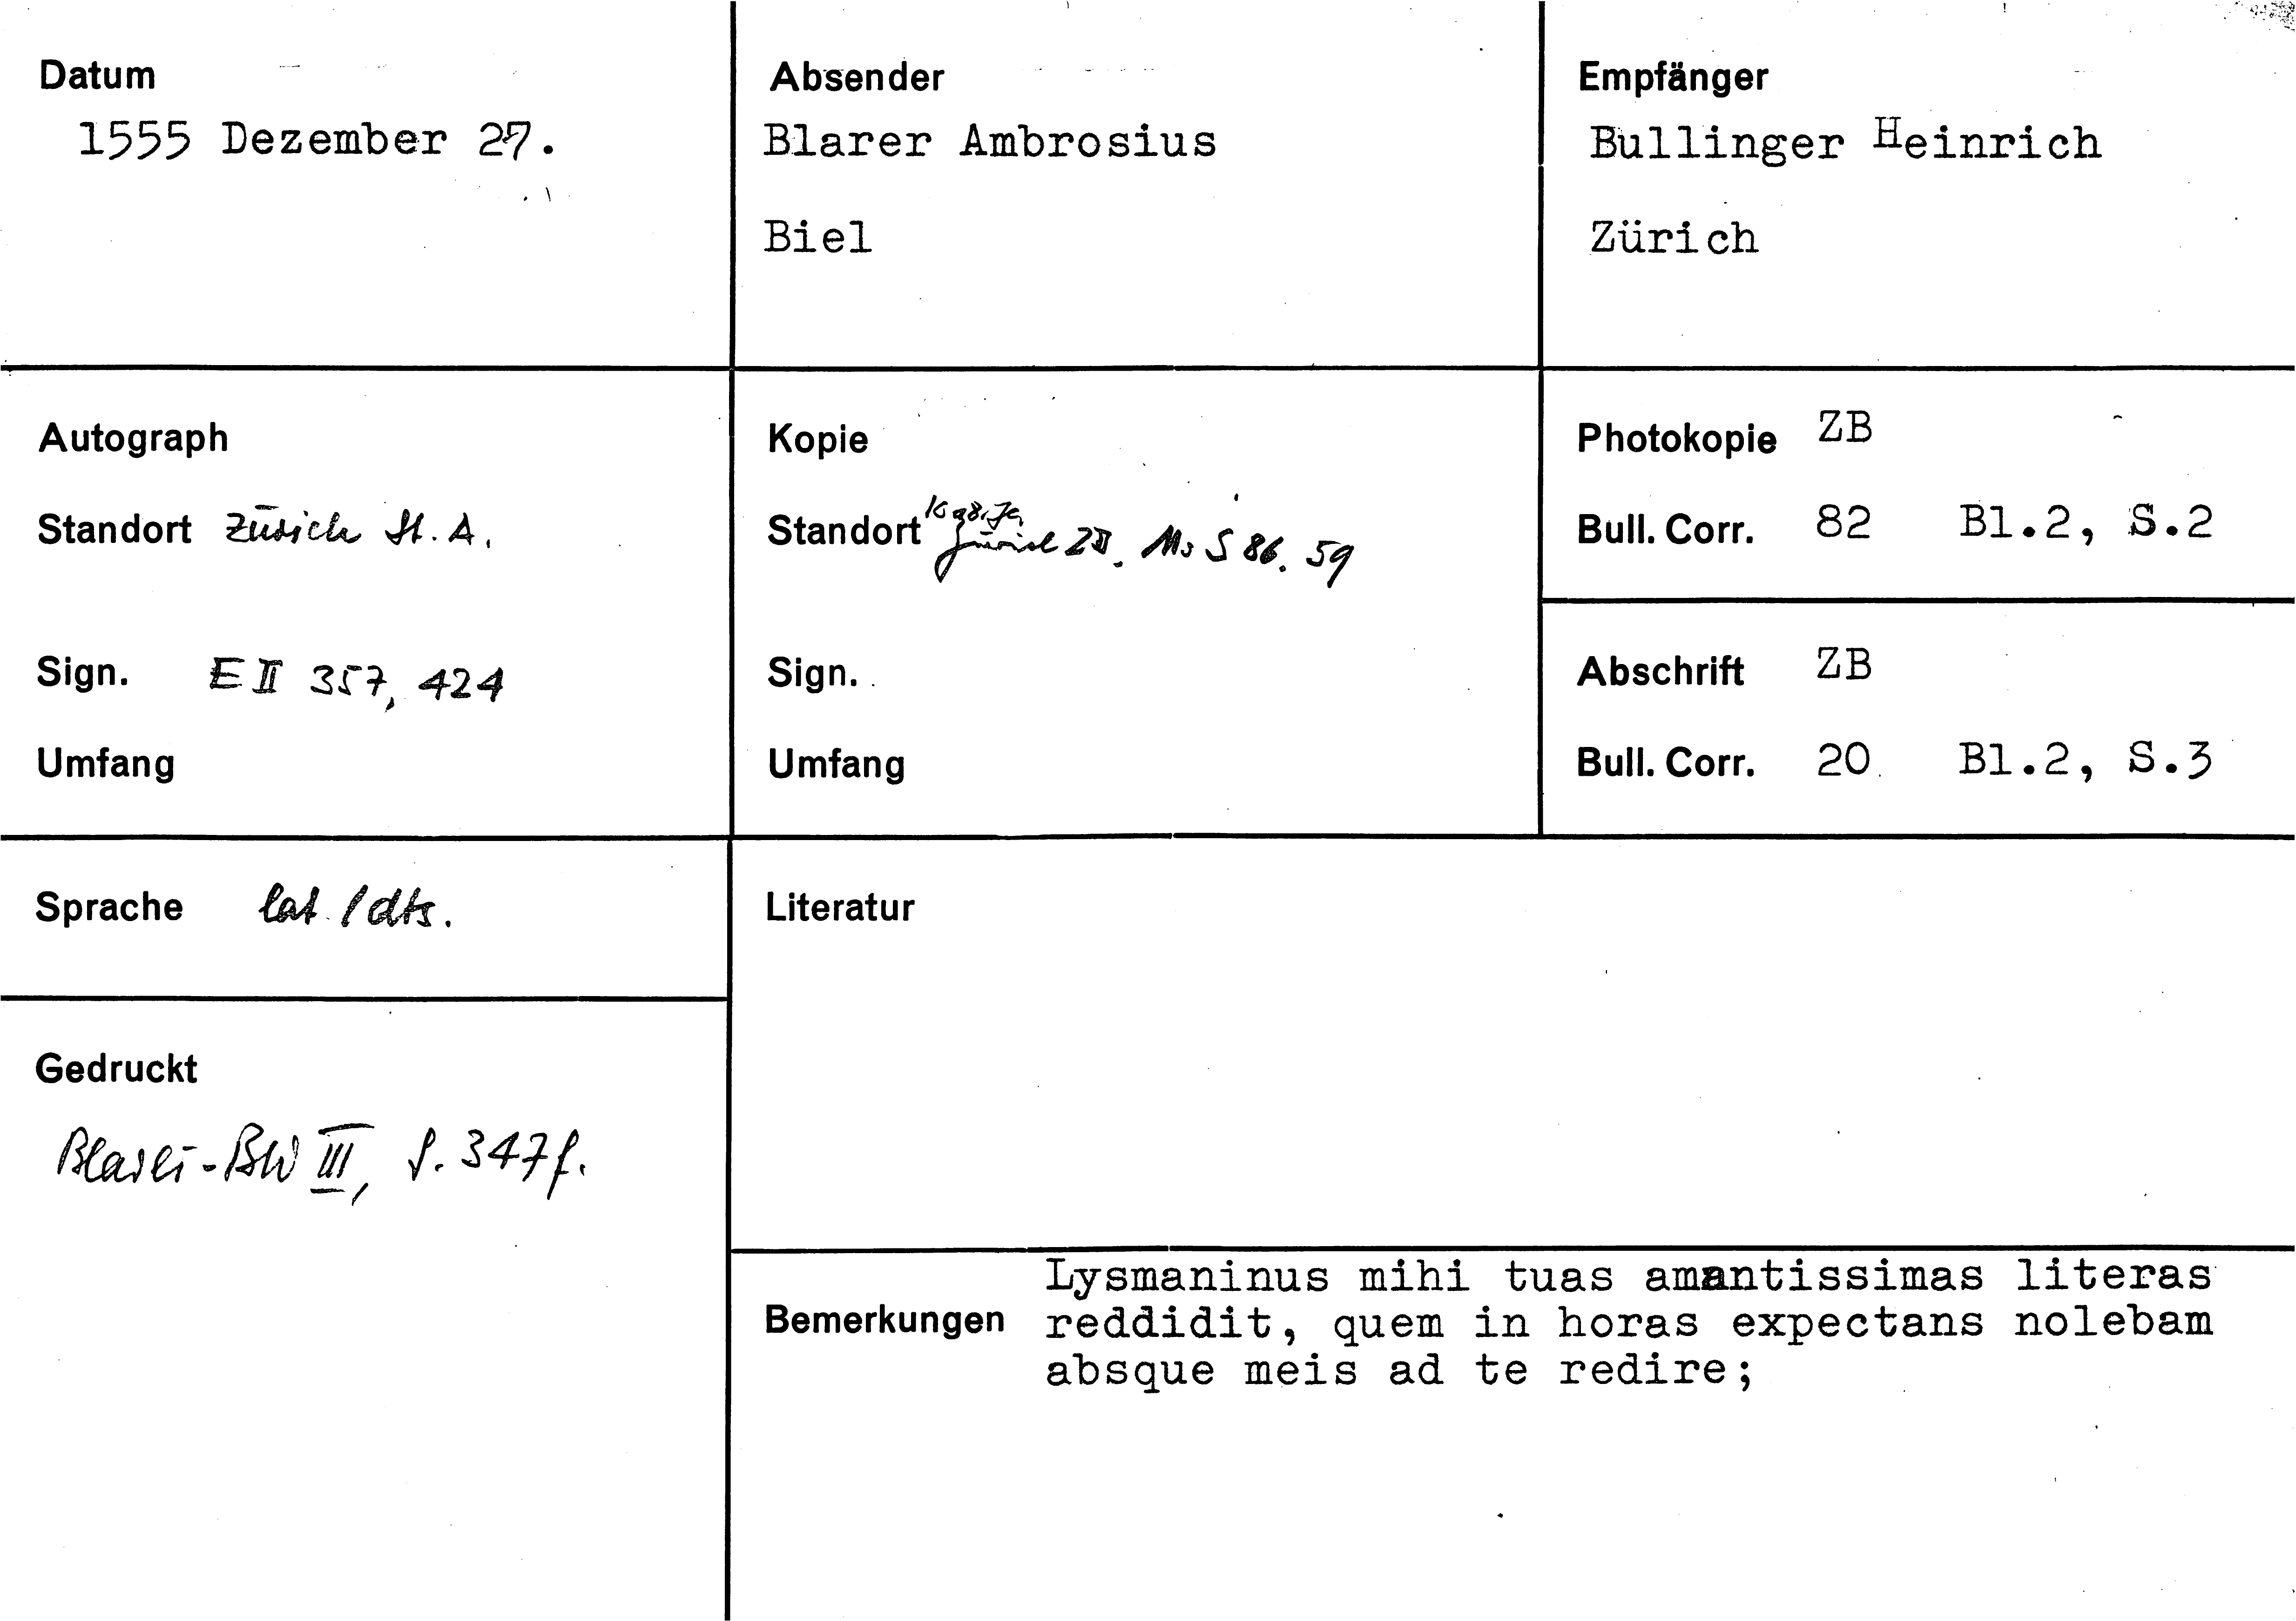 Datum
1555 Dezember 27.
Absender
Blarer Ambrosius
Biel
Empfänger
Bullinger Heinrich
Zürich
Autograph
Standort Zürich St. A.
Sign. E II 357, 424
Umfang
Kopie
Standort Zürich ZB. Ms S 86. 59
Sign.
Umfang
Photokopie ZB
Bull. Corr. 82 Bl.2, S.2
Abschrift ZB
Bull. Corr. 20 Bl.2, S.3
Sprache lat. / dts.
Gedruckt
Blarer-BW III, S. 347f.
Literatur
Bemerkungen
Lysmaninus mihi tuas amantissimas literas
reddidit, quem in horas expectans nolebam
absque meis ad te redire;